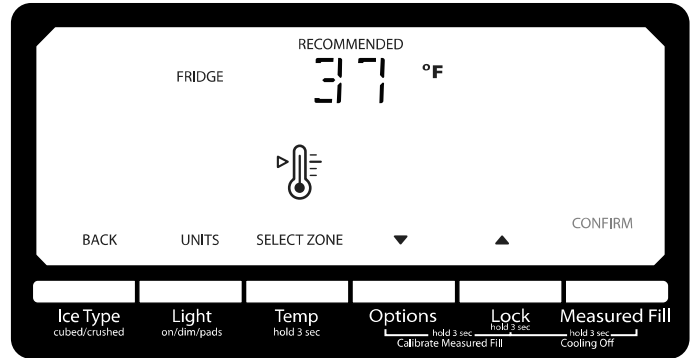 RECOMMENDED
FRIDGE 37 °F
BACK UNITS SELECT ZONE ▼ ▲ CONFIRM
Ice Type Light Temp Options Lock Measured Fill
cubed/crushed on/dim/pads hold 3 sec hold 3 sec hold 3 sec hold 3 sec
Calibrate Measured Fill Cooling Off